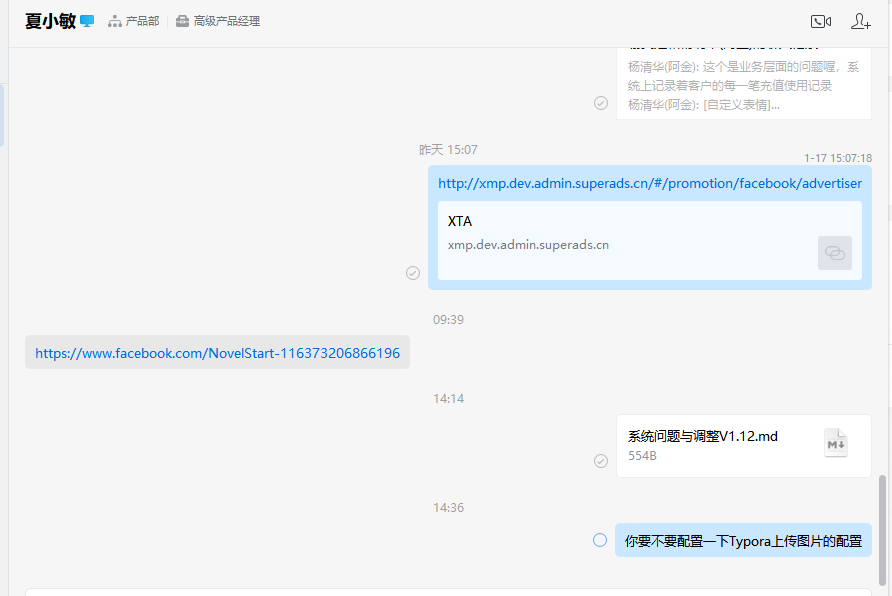 夏小敏 产品部 高级产品经理
杨清华(阿金): 这个是业务层面的问题喔，系
统上记录着客户的每一笔充值使用记录
杨清华(阿金): [自定义表情]...
昨天 15:07
1-17 15:07:18
http://xmp.dev.admin.superads.cn/#/promotion/facebook/advertiser
XTA
xmp.dev.admin.superads.cn
09:39
https://www.facebook.com/NovelStart-116373206866196
14:14
系统问题与调整V1.12.md
M↓
554B
14:36
你要不要配置一下Typora上传图片的配置